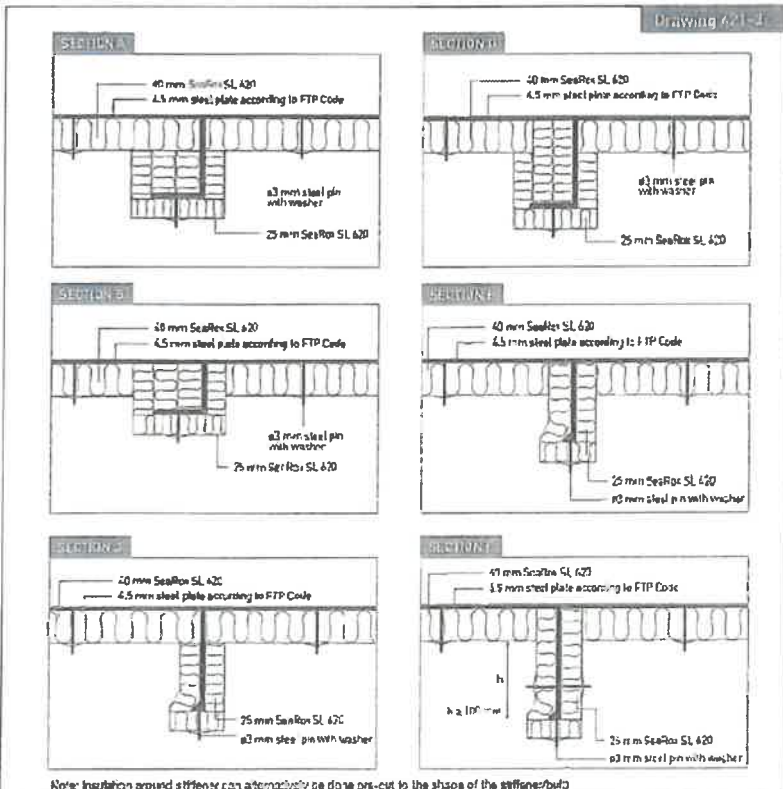 Drawing 621-2
SECTION A
40 mm SeaRox SL 620
4.5 mm steel plate according to FTP Code
ø3 mm steel pin
with washer
25 mm SeaRox SL 620
SECTION D
40 mm SeaRox SL 620
4.5 mm steel plate according to FTP Code
ø3 mm steel pin
with washer
25 mm SeaRox SL 620
SECTION B
40 mm SeaRox SL 620
4.5 mm steel plate according to FTP Code
ø3 mm steel pin
with washer
25 mm SeaRox SL 620
SECTION E
40 mm SeaRox SL 620
4.5 mm steel plate according to FTP Code
25 mm SeaRox SL 620
ø3 mm steel pin with washer
SECTION C
40 mm SeaRox SL 620
4.5 mm steel plate according to FTP Code
25 mm SeaRox SL 620
ø3 mm steel pin with washer
SECTION F
40 mm SeaRox SL 620
4.5 mm steel plate according to FTP Code
h
h ≥ 100 mm
25 mm SeaRox SL 620
ø3 mm steel pin with washer
Note: Insulation around stiffener can alternatively be done pre-cut to the shape of the stiffener/bulb